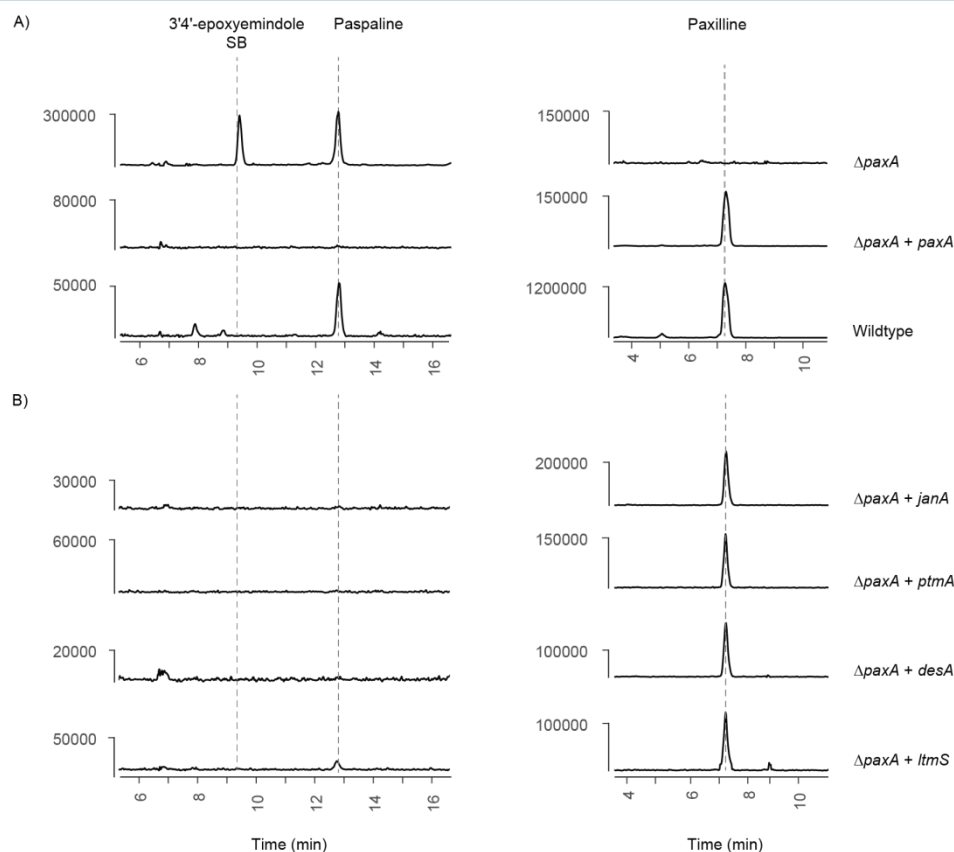 A)
3'4'-epoxyemindole
SB
Paspaline
Paxilline
300000
150000
ΔpaxA
80000
150000
ΔpaxA + paxA
50000
1200000
Wildtype
6 8 10 12 14 16
4 6 8 10
B)
30000
200000
ΔpaxA + janA
60000
150000
ΔpaxA + ptmA
20000
100000
ΔpaxA + desA
50000
100000
ΔpaxA + ltmS
6 8 10 12 14 16
4 6 8 10
Time (min)
Time (min)